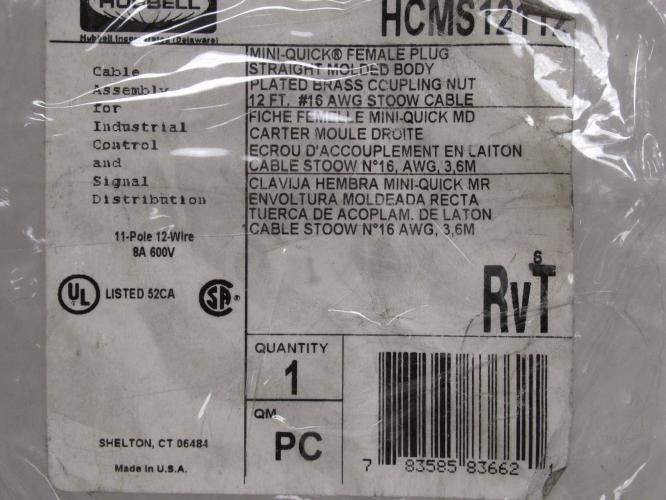 HUBBELL
Hubbell Incorporated (Delaware)
Cable
Assembly
for
Industrial
Control
and
Signal
Distribution
11-Pole 12-Wire
8A 600V
UL LISTED 52CA
SA ®
SHELTON, CT 06484
Made in U.S.A.
HCMS12112
MINI-QUICK® FEMALE PLUG
STRAIGHT MOLDED BODY
PLATED BRASS COUPLING NUT
12 FT. #16 AWG STOOW CABLE
FICHE FEMELLE MINI-QUICK MD
CARTER MOULE DROITE
ECROU D'ACCOUPLEMENT EN LAITON
CABLE STOOW N°16, AWG, 3,6M
CLAVIJA HEMBRA MINI-QUICK MR
ENVOLTURA MOLDEADA RECTA
TUERCA DE ACOPLAM. DE LATON
CABLE STOOW N°16 AWG, 3,6M
6
RvT
QUANTITY
1
QM
PC
7 83585 83662 1